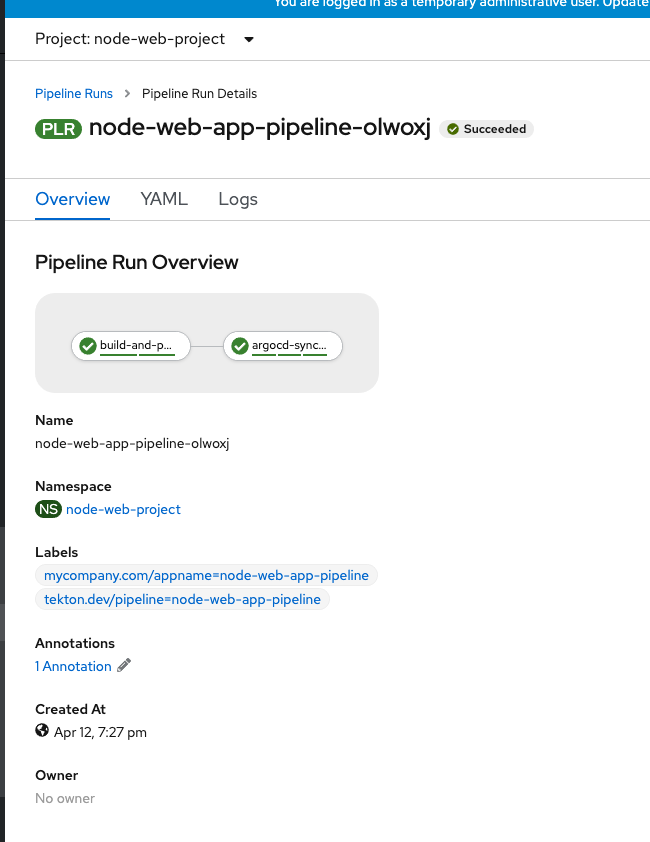 You are logged in as a temporary administrative user. Update
Project: node-web-project
Pipeline Runs > Pipeline Run Details
PLR node-web-app-pipeline-olwoxj Succeeded
Overview YAML Logs
Pipeline Run Overview
build-and-p... argocd-sync...
Name
node-web-app-pipeline-olwoxj
Namespace
NS node-web-project
Labels
mycompany.com/appname=node-web-app-pipeline
tekton.dev/pipeline=node-web-app-pipeline
Annotations
1 Annotation
Created At
Apr 12, 7:27 pm
Owner
No owner